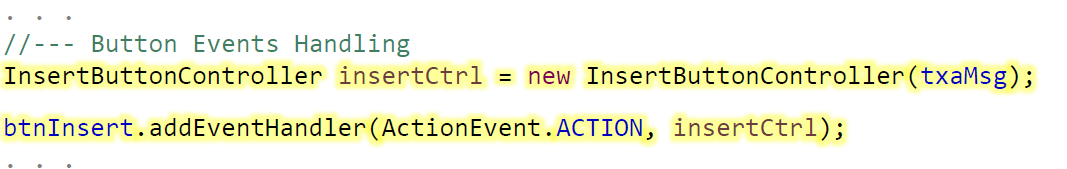 . . .
//--- Button Events Handling
InsertButtonController insertCtrl = new InsertButtonController(txaMsg);
btnInsert.addEventHandler(ActionEvent.ACTION, insertCtrl);
. . .